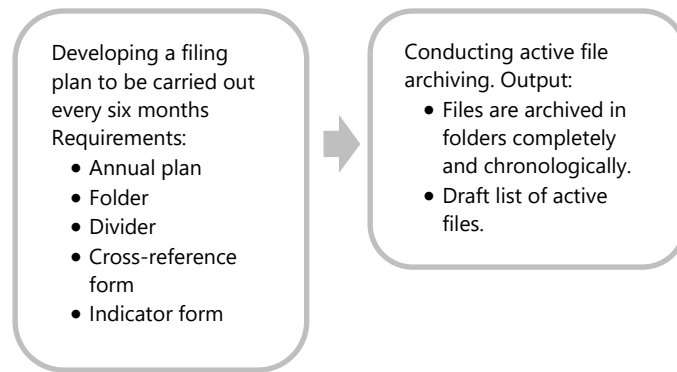 Developing a filing
plan to be carried out
every six months
Requirements:
• Annual plan
• Folder
• Divider
• Cross-reference
form
• Indicator form
Conducting active file
archiving. Output:
• Files are archived in
folders completely
and chronologically.
• Draft list of active
files.